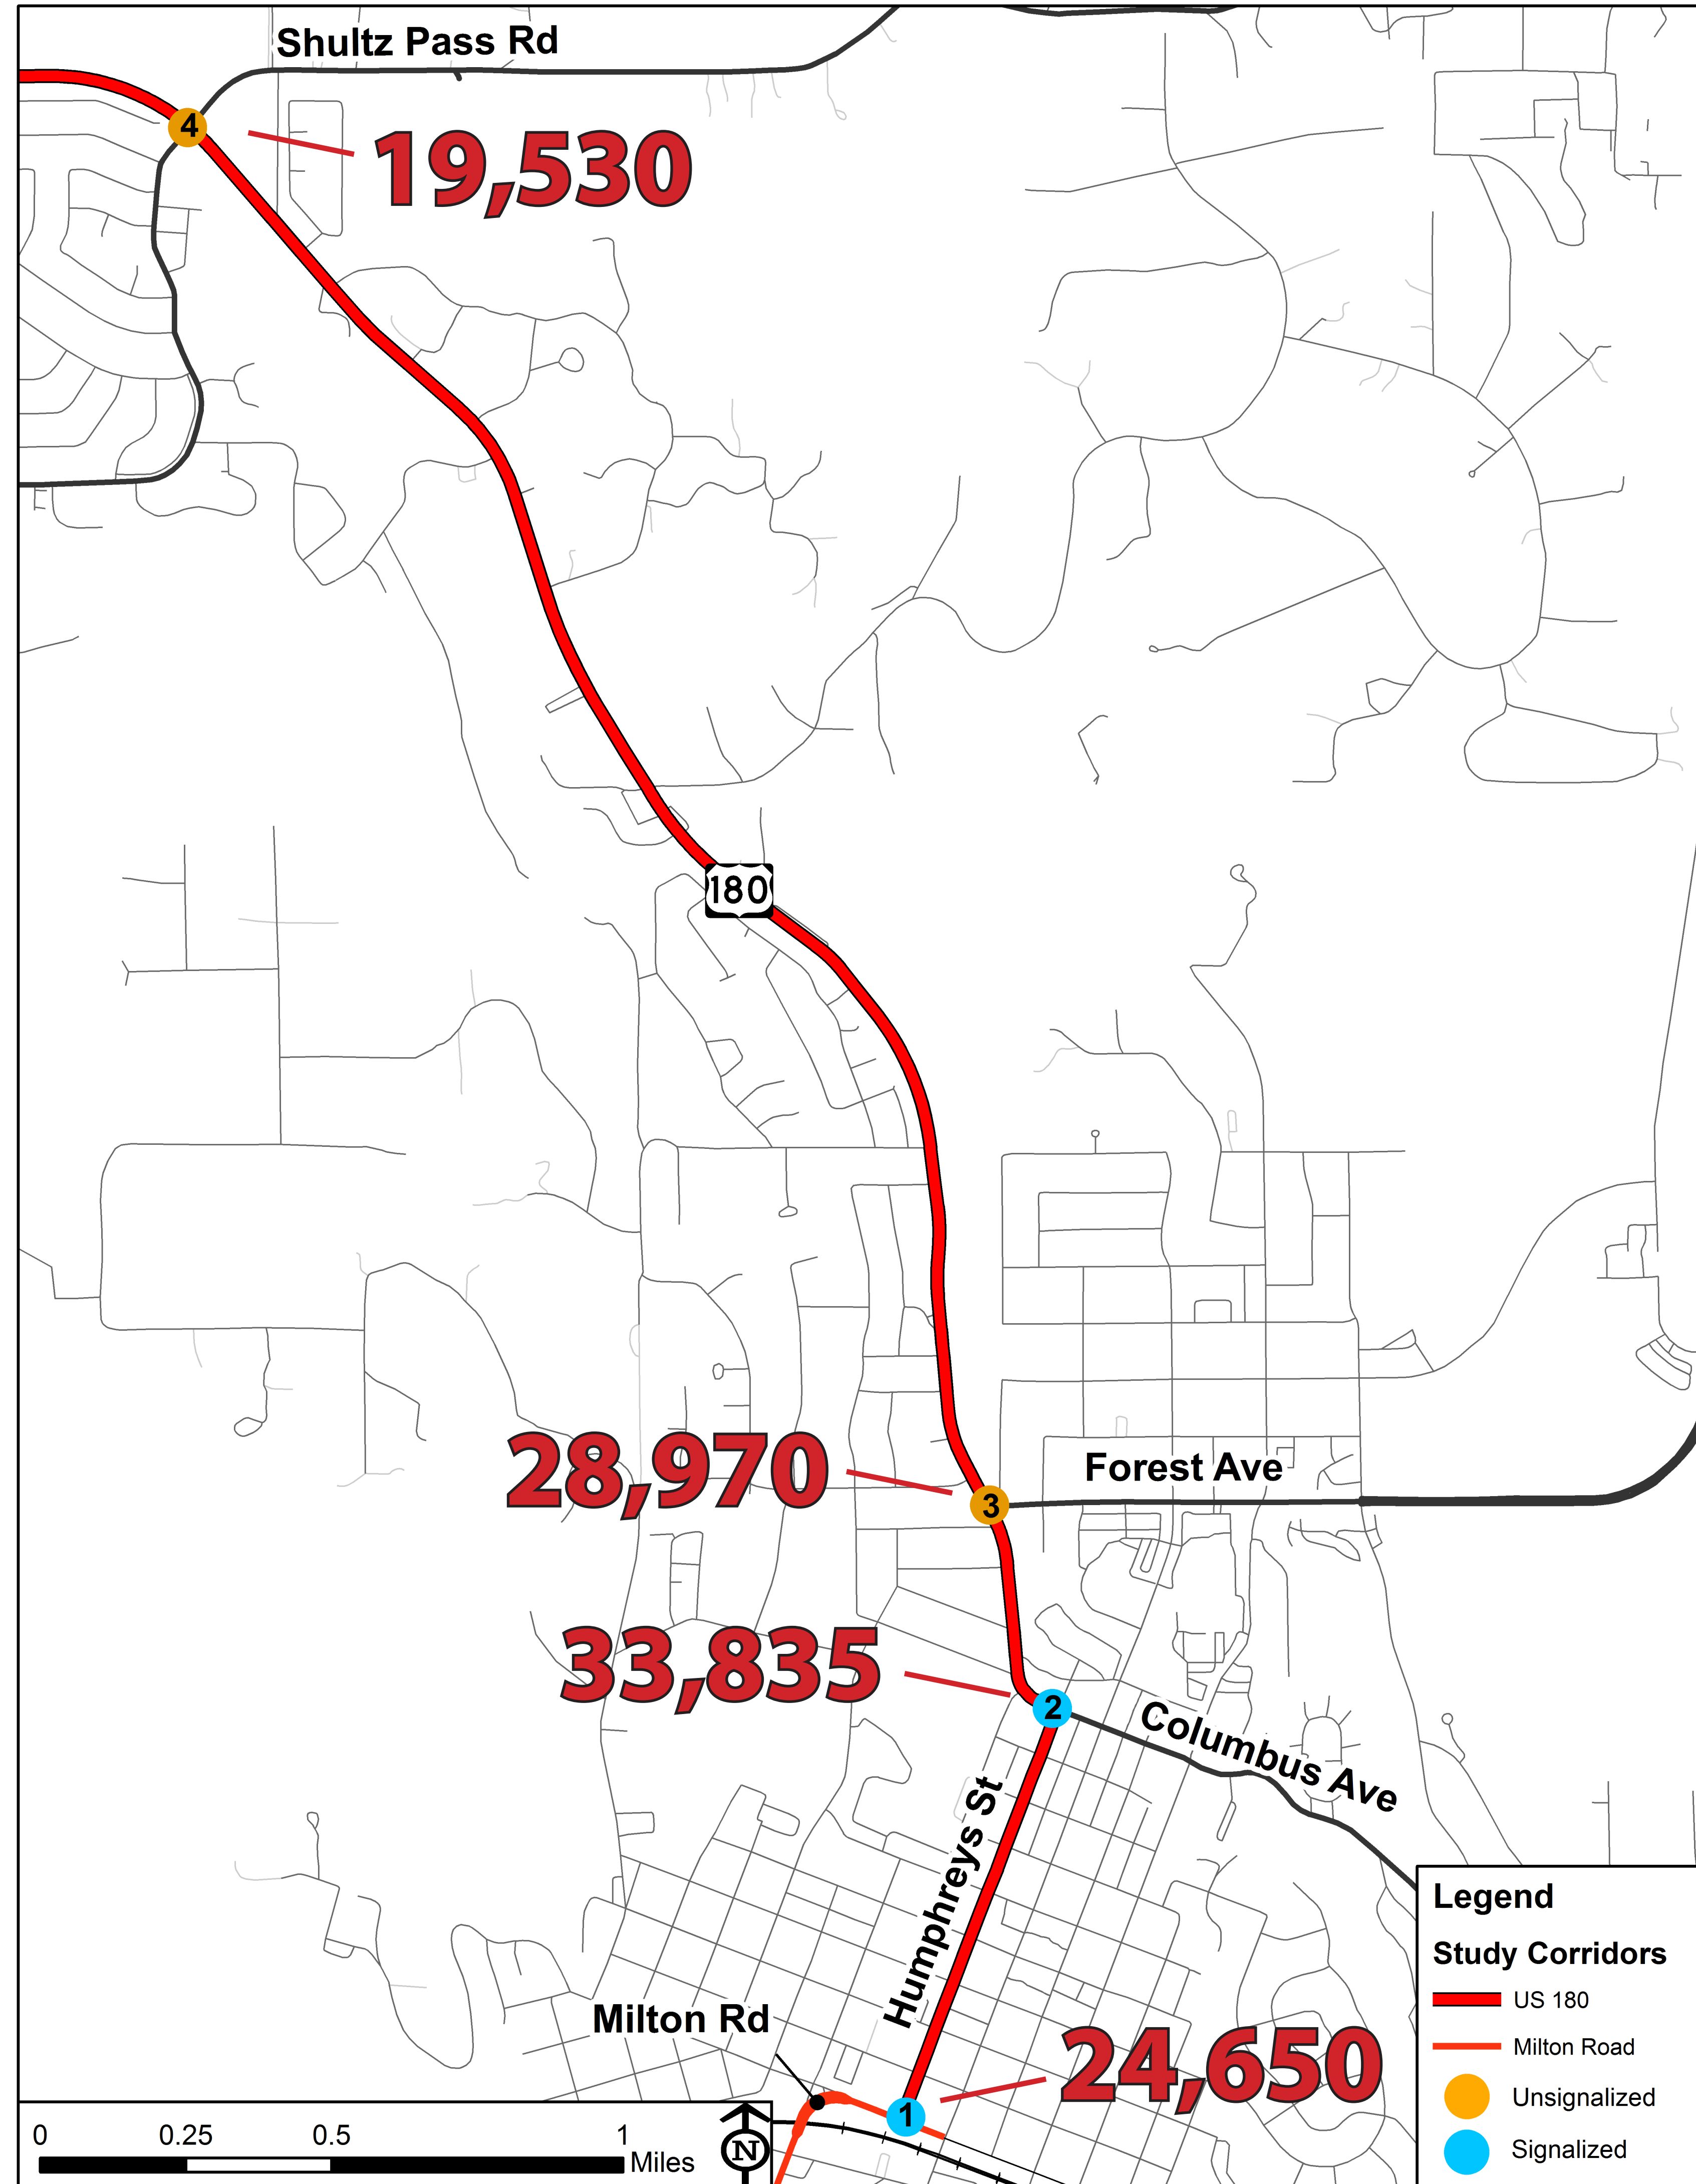 Shultz Pass Rd
4
19,530
180
28,970
Forest Ave
3
33,835
2
Columbus Ave
Humphreys St
Milton Rd
24,650
1
Legend
Study Corridors
US 180
Milton Road
Unsignalized
Signalized
0 0.25 0.5 1
Miles
N